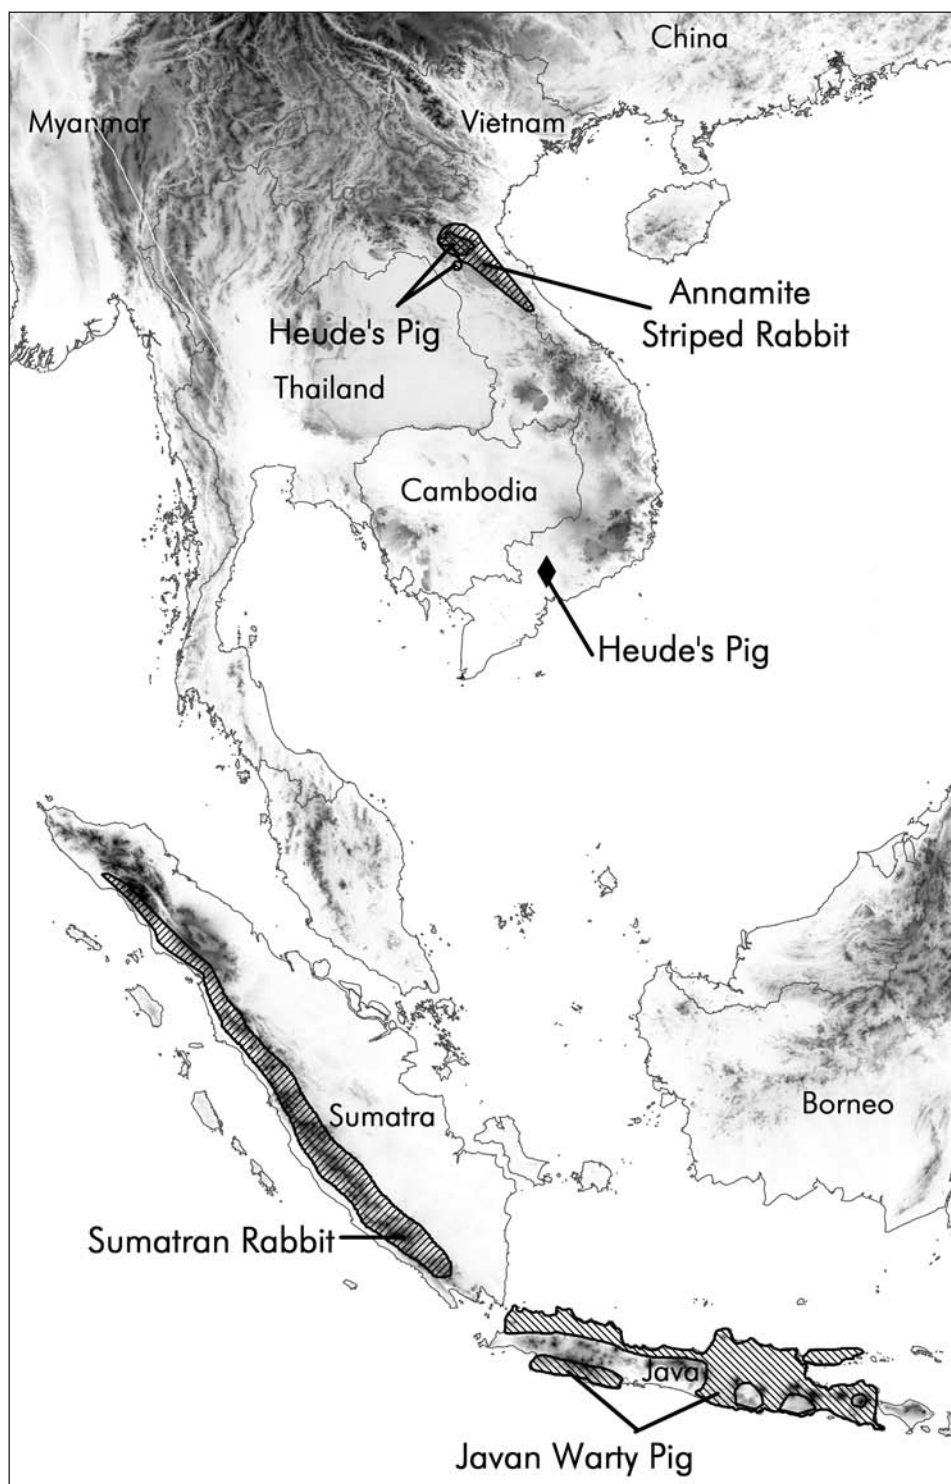 China
Myanmar
Vietnam
Laos
Annamite
Striped Rabbit
Heude's Pig
Thailand
Cambodia
Heude's Pig
Borneo
Sumatra
Sumatran Rabbit
Java
Javan Warty Pig